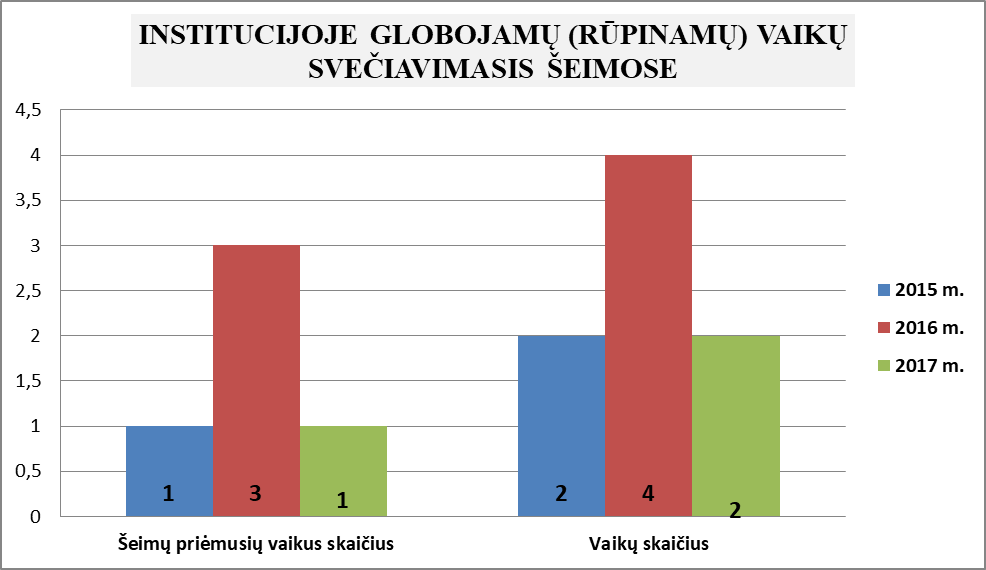 INSTITUCIJOJE GLOBOJAMŲ (RŪPINAMŲ) VAIKŲ
SVEČIAVIMASIS ŠEIMOSE
4,5
4
3,5
3
2,5
2
1,5
1
0,5
0
1
3
1
2
4
2
Šeimų priėmusių vaikus skaičius
Vaikų skaičius
2015 m.
2016 m.
2017 m.